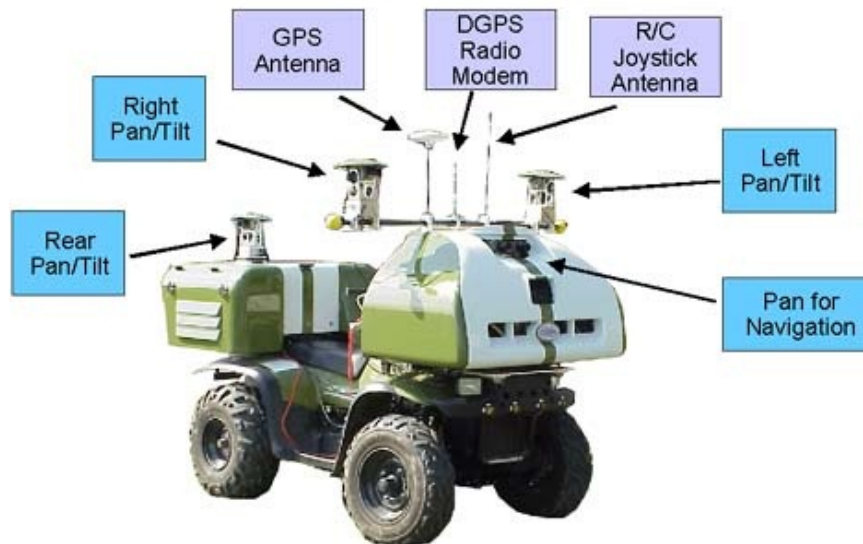 GPS
Antenna
DGPS
Radio
Modem
R/C
Joystick
Antenna
Right
Pan/Tilt
Left
Pan/Tilt
Rear
Pan/Tilt
Pan for
Navigation